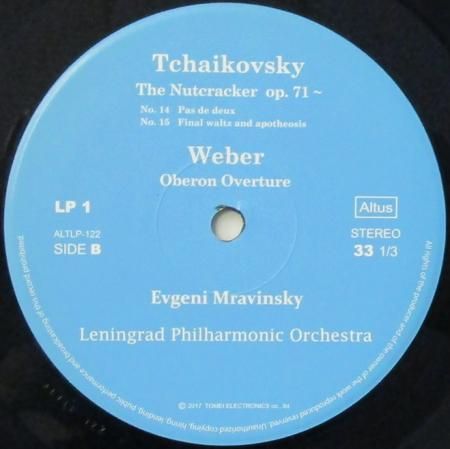 Tchaikovsky
The Nutcracker op. 71 ~
No. 14 Pas de deux
No. 15 Final waltz and apotheosis
Weber
Oberon Overture
LP 1
Altus
ALTLP-122
SIDE B
STEREO
33 1/3
Evgeni Mravinsky
Leningrad Philharmonic Orchestra
© 2017 TOMEI ELECTRONICS co., ltd
All rights of the producer and of the owner of the work reproduced reserved. Unauthorized copying, hiring, lending, public performance and broadcasting of this record prohibited
ALTLP 122